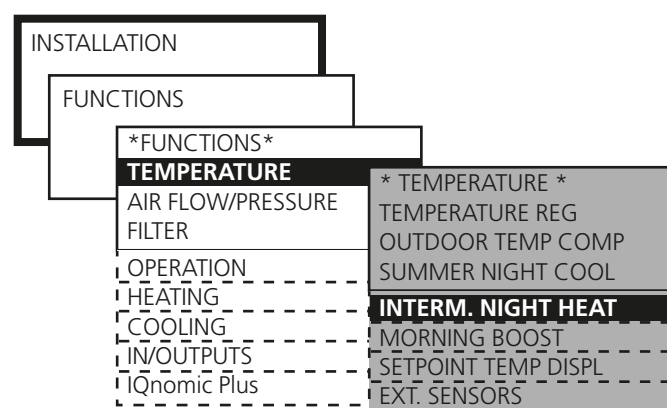 INSTALLATION
FUNCTIONS
*FUNCTIONS*
TEMPERATURE
AIR FLOW/PRESSURE
FILTER
OPERATION
HEATING
COOLING
IN/OUTPUTS
IQnomic Plus
* TEMPERATURE *
TEMPERATURE REG
OUTDOOR TEMP COMP
SUMMER NIGHT COOL
INTERM. NIGHT HEAT
MORNING BOOST
SETPOINT TEMP DISPL
EXT. SENSORS